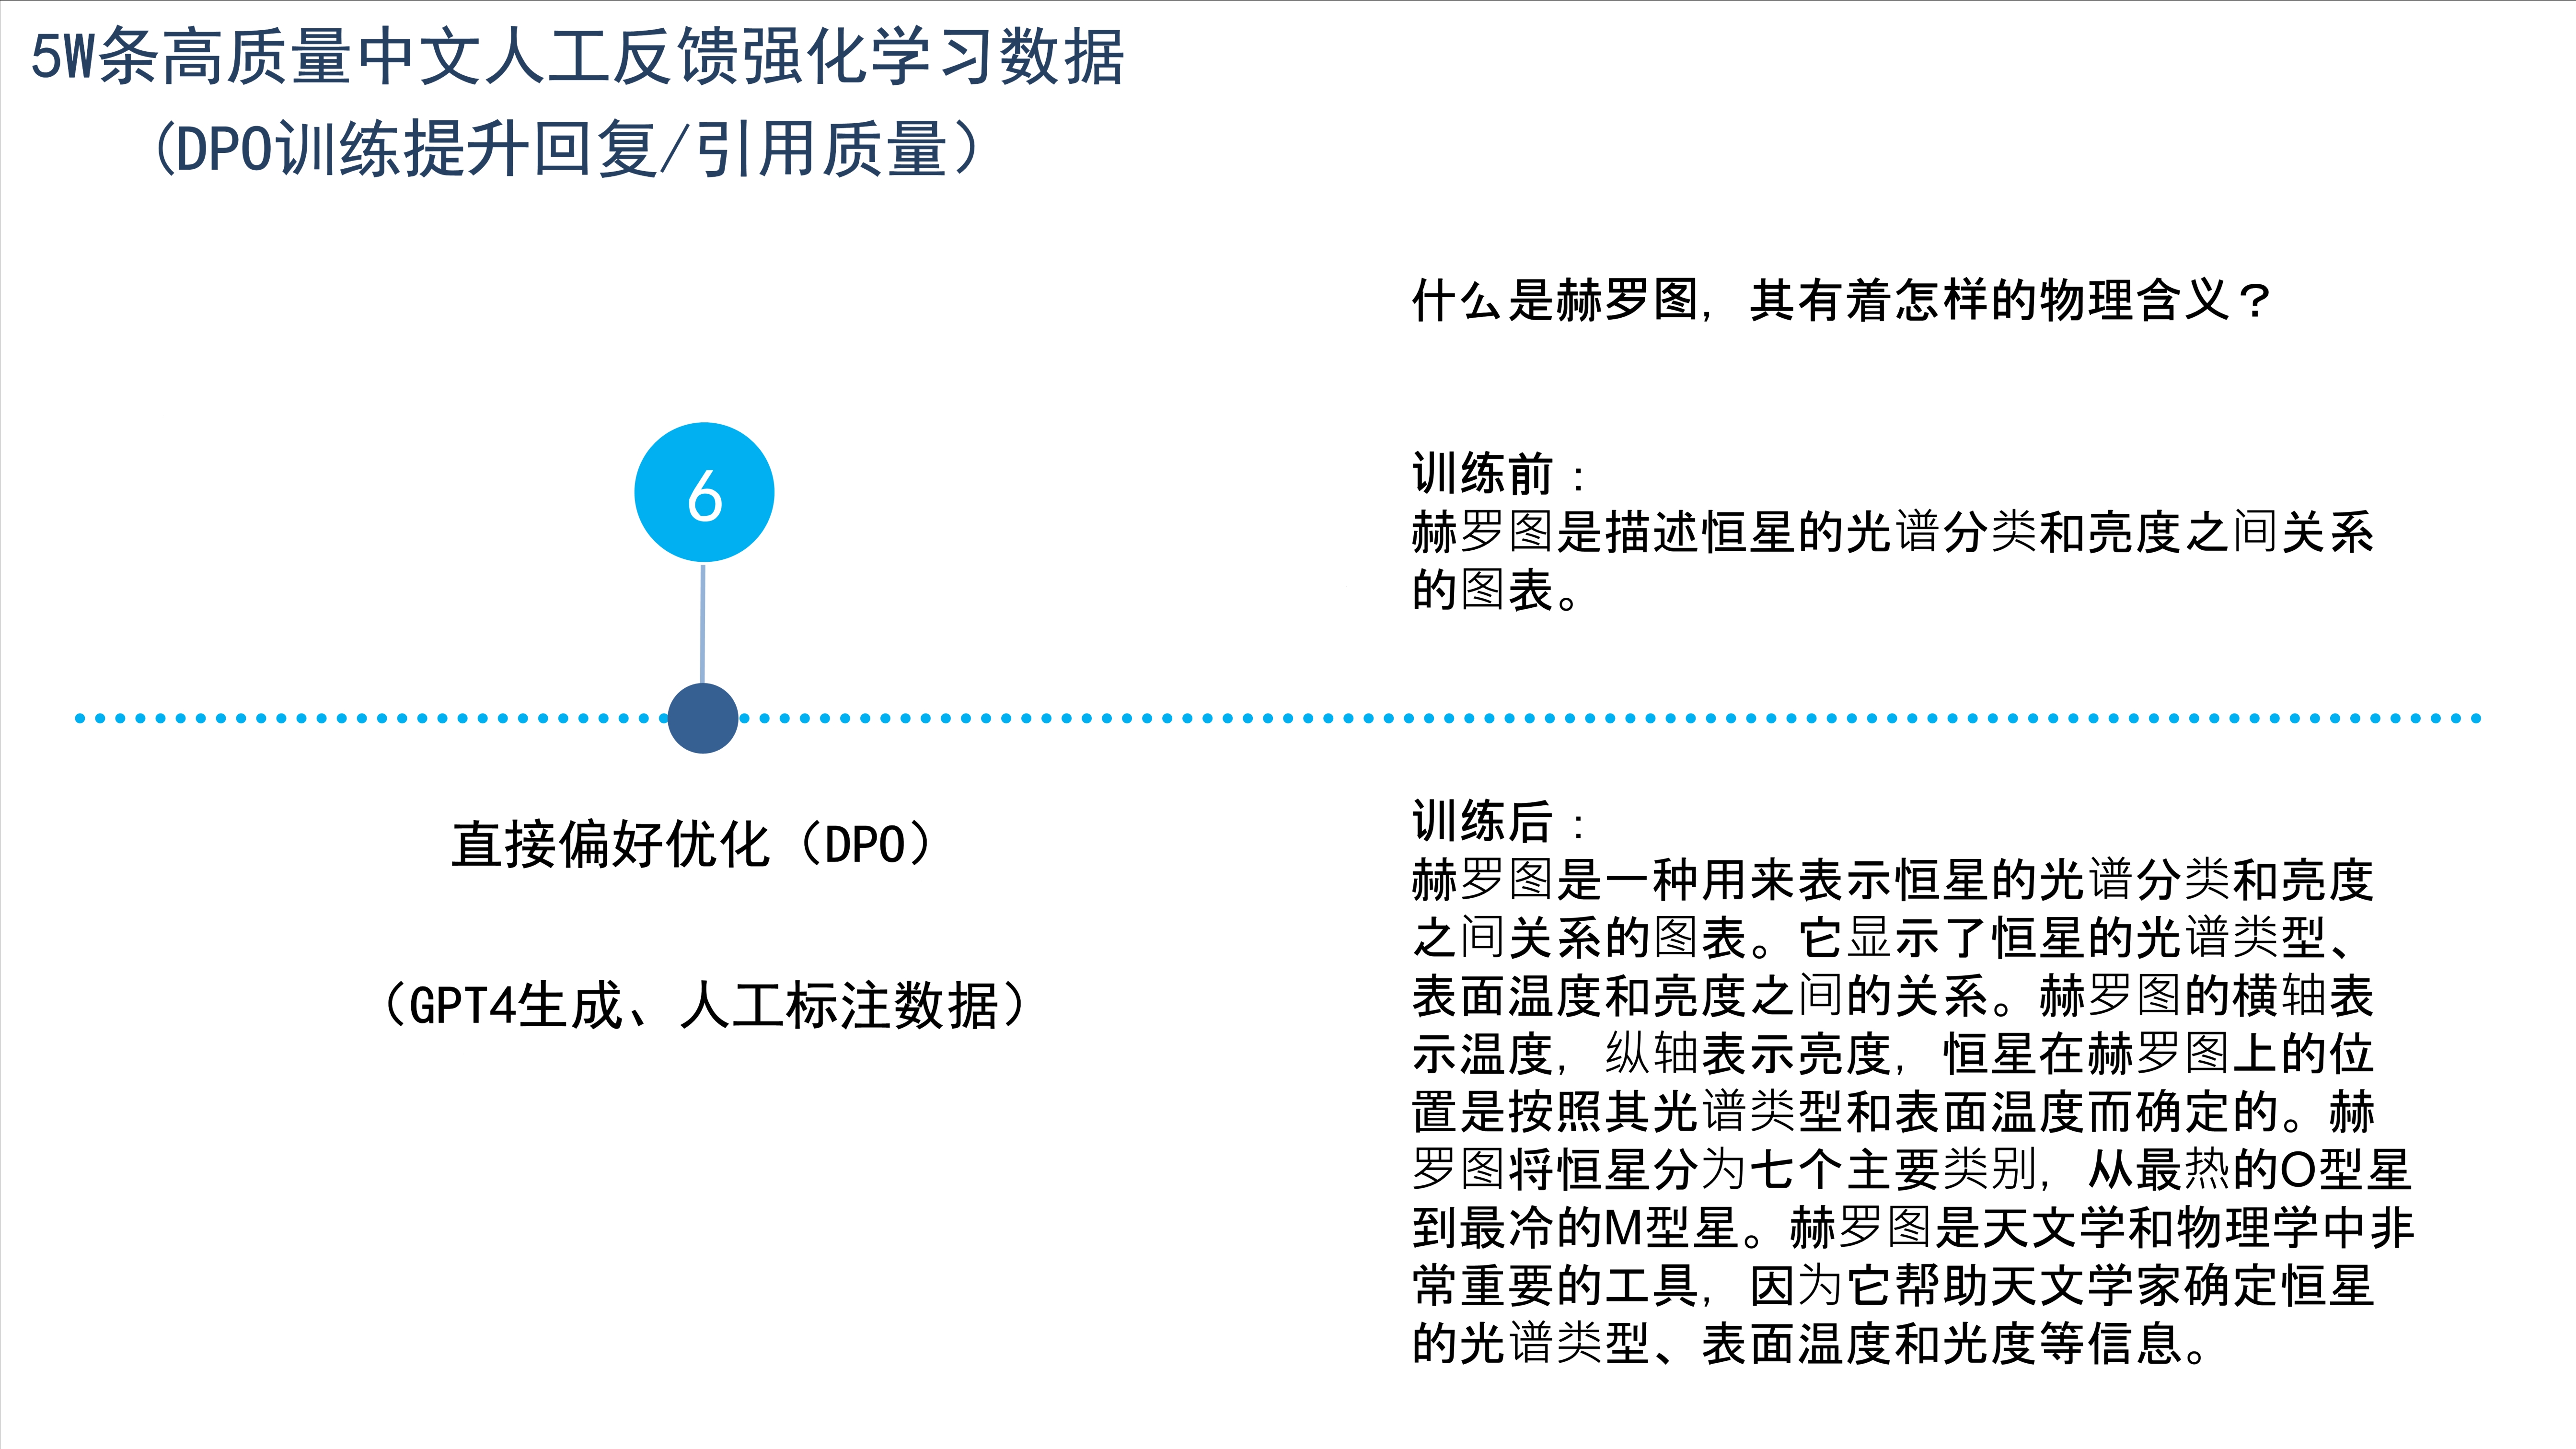 5W条高质量中文人工反馈强化学习数据
（DPO训练提升回复/引用质量）
6
直接偏好优化（DPO）
（GPT4生成、人工标注数据）
什么是赫罗图，其有着怎样的物理含义？
训练前：
赫罗图是描述恒星的光谱分类和亮度之间关系
的图表。
训练后：
赫罗图是一种用来表示恒星的光谱分类和亮度
之间关系的图表。它显示了恒星的光谱类型、
表面温度和亮度之间的关系。赫罗图的横轴表
示温度，纵轴表示亮度，恒星在赫罗图上的位
置是按照其光谱类型和表面温度而确定的。赫
罗图将恒星分为七个主要类别，从最热的O型星
到最冷的M型星。赫罗图是天文学和物理学中非
常重要的工具，因为它帮助天文学家确定恒星
的光谱类型、表面温度和光度等信息。